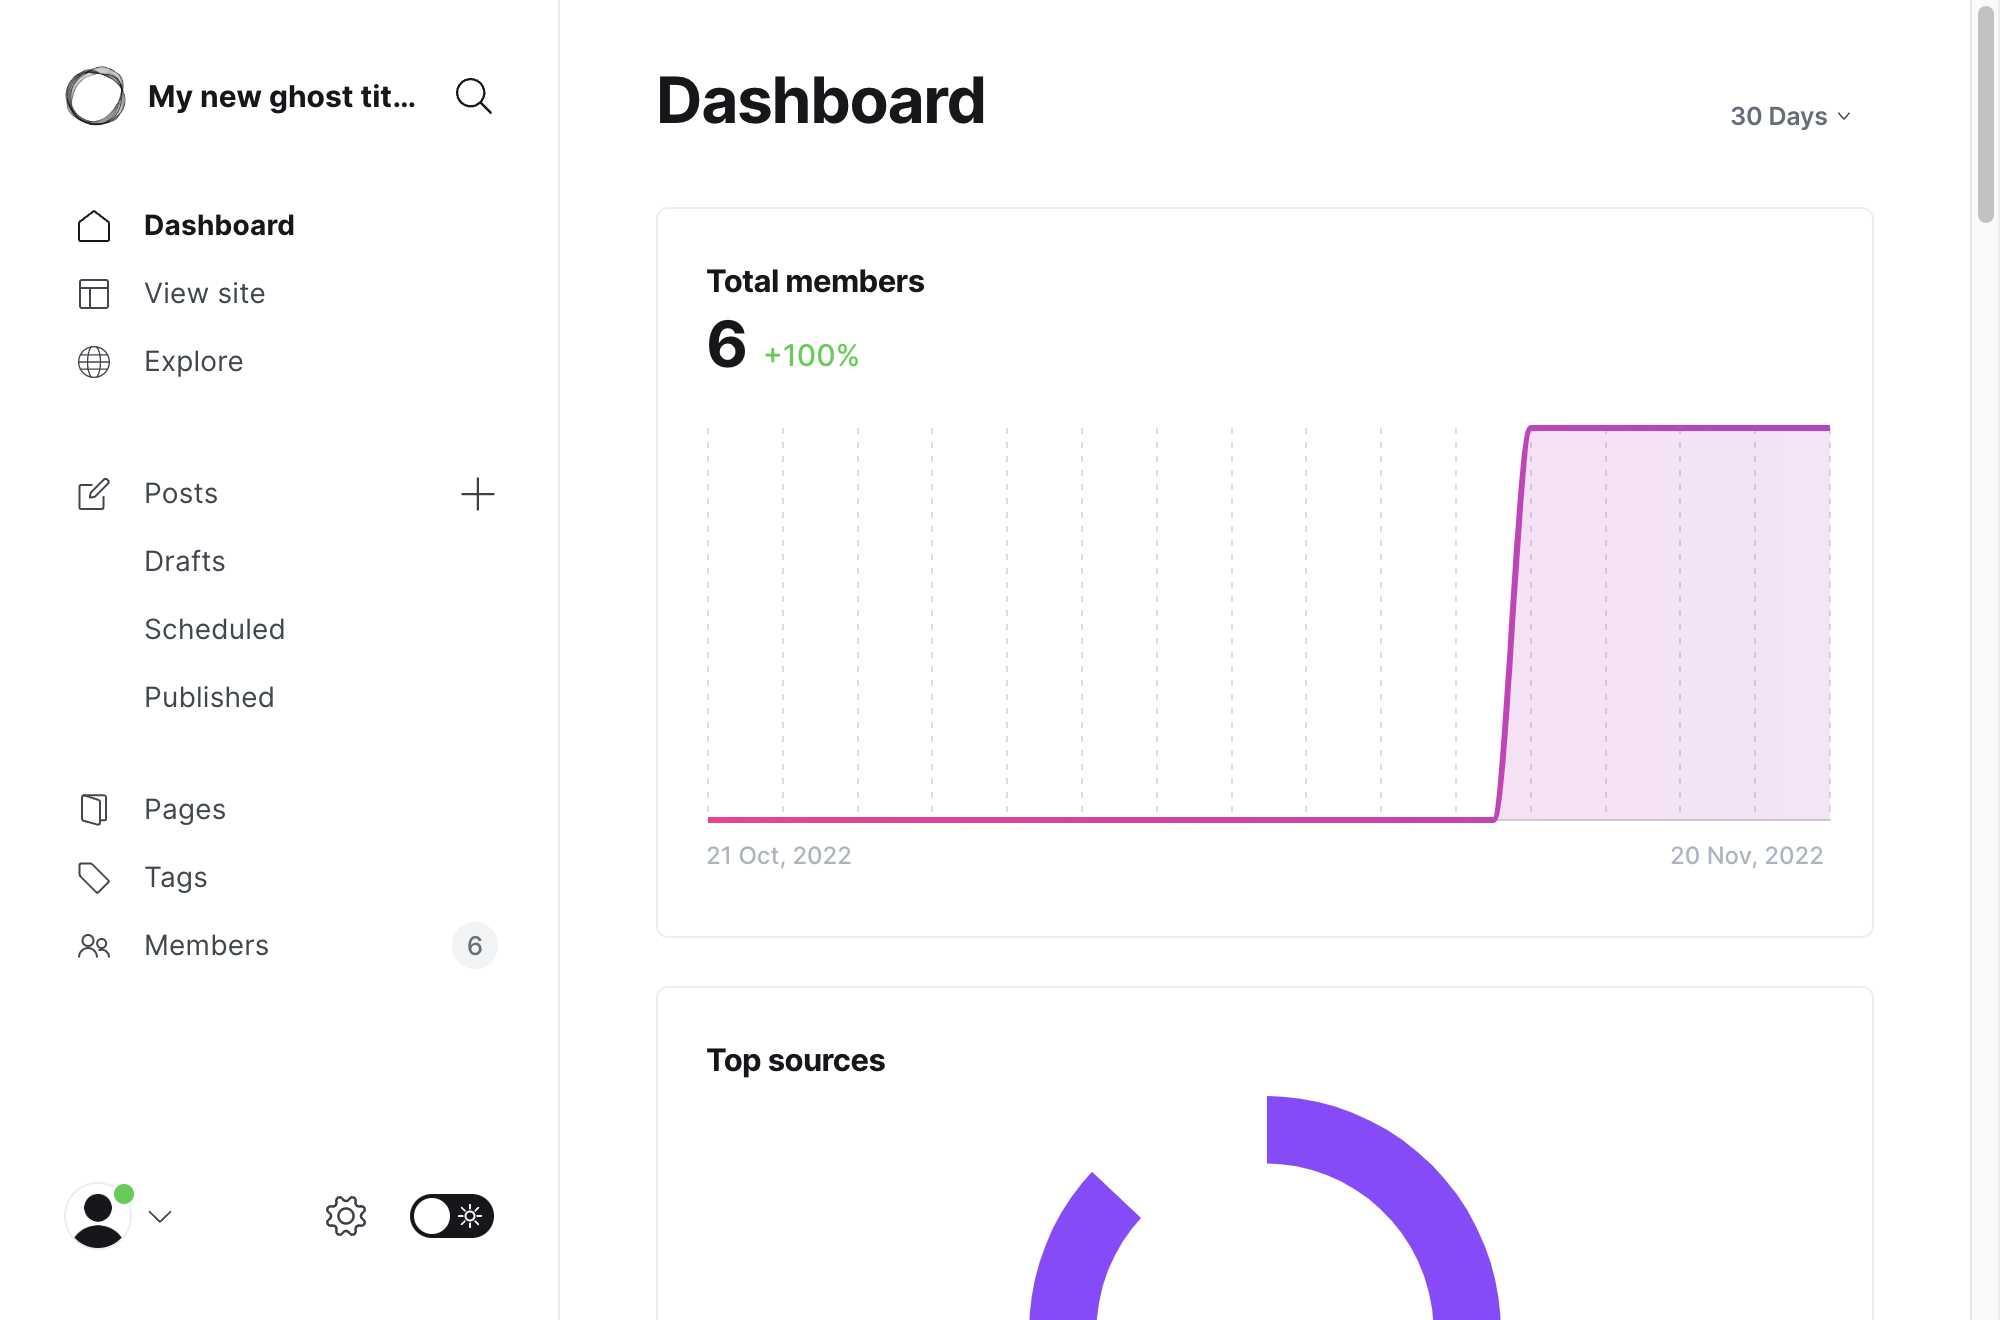 My new ghost tit...
Dashboard
View site
Explore
Posts
Drafts
Scheduled
Published
Pages
Tags
Members
6
Dashboard
30 Days
Total members
6 +100%
21 Oct, 2022
20 Nov, 2022
Top sources